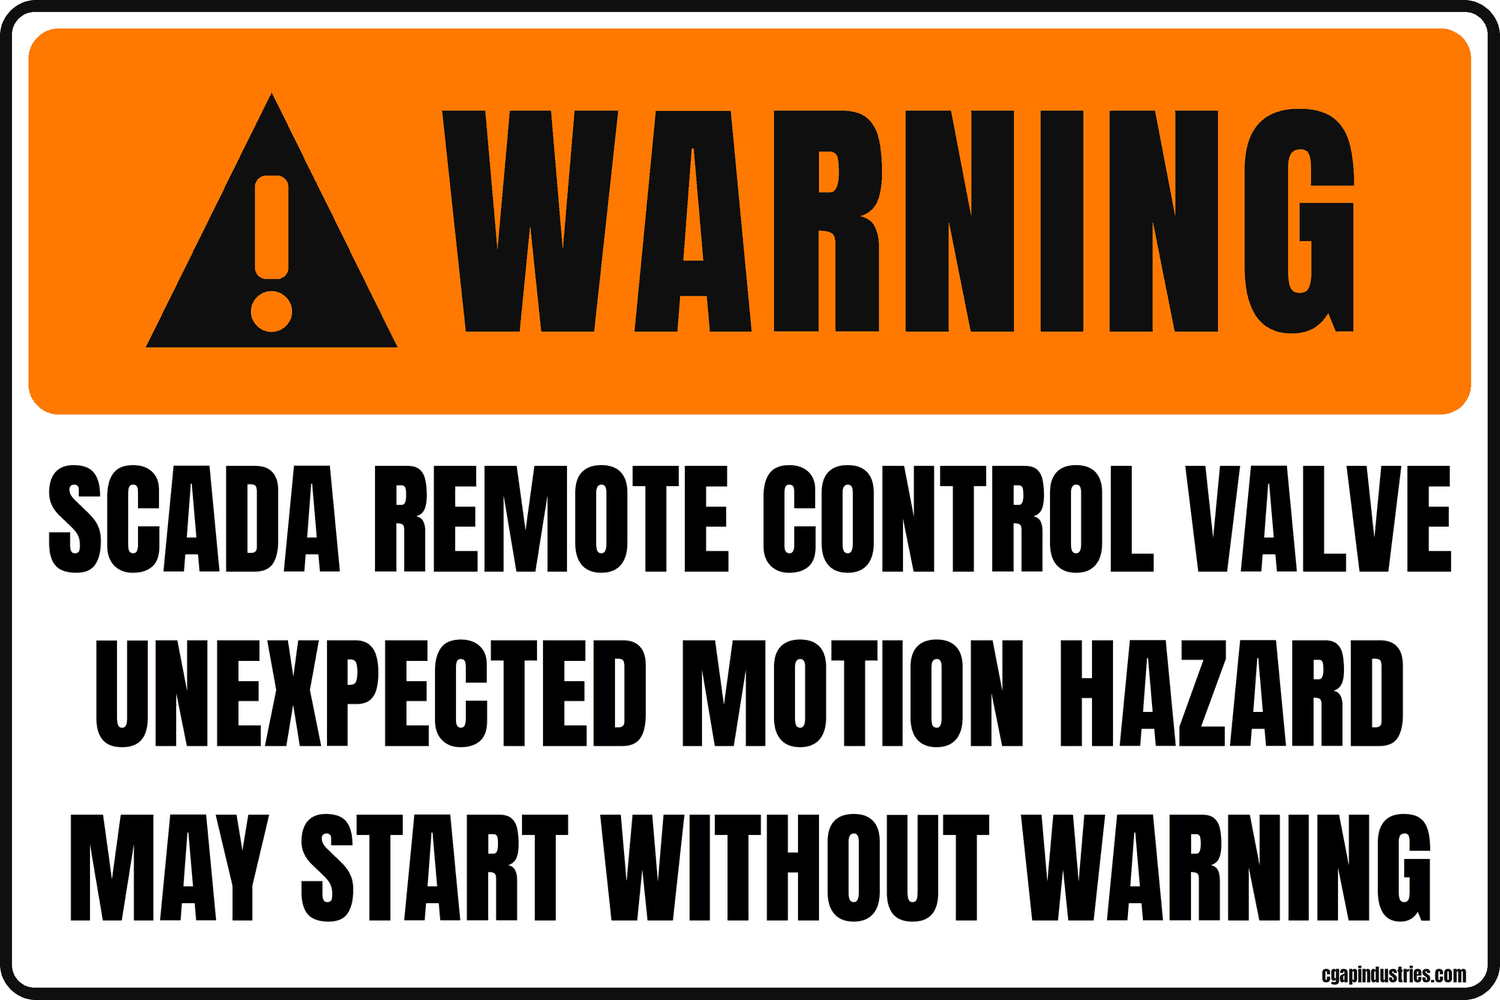 WARNING
SCADA REMOTE CONTROL VALVE
UNEXPECTED MOTION HAZARD
MAY START WITHOUT WARNING
cgapindustries.com